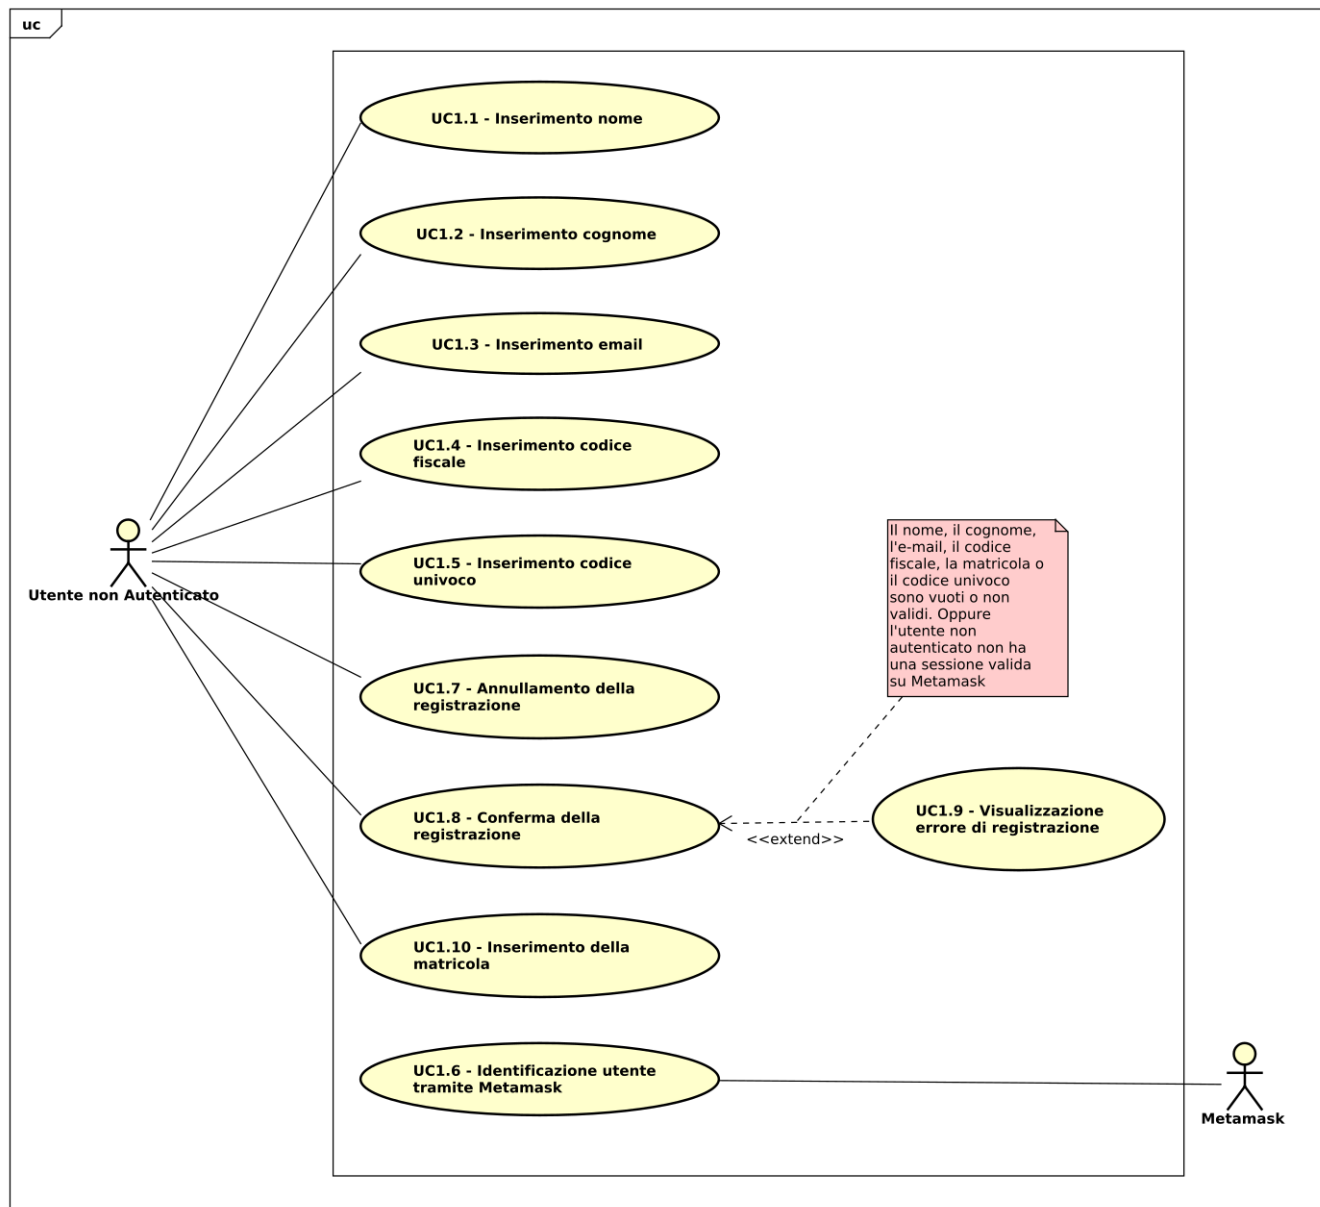 uc
UC1.1 - Inserimento nome
UC1.2 - Inserimento cognome
UC1.3 - Inserimento email
UC1.4 - Inserimento codice
fiscale
UC1.5 - Inserimento codice
univoco
Utente non Autenticato
Il nome, il cognome,
l'e-mail, il codice
fiscale, la matricola o
il codice univoco
sono vuoti o non
validi. Oppure
l'utente non
autenticato non ha
una sessione valida
su Metamask
UC1.7 - Annullamento della
registrazione
UC1.8 - Conferma della
registrazione
<<extend>>
UC1.9 - Visualizzazione
errore di registrazione
UC1.10 - Inserimento della
matricola
UC1.6 - Identificazione utente
tramite Metamask
Metamask